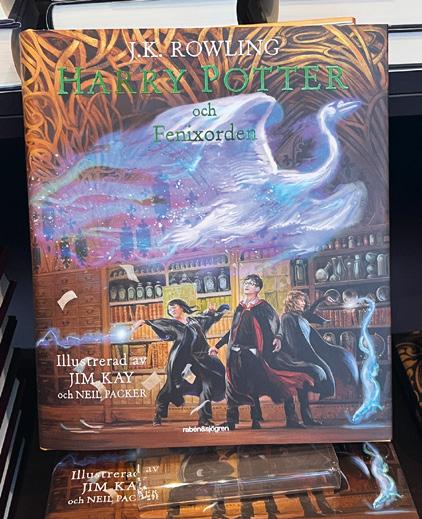 J.K. ROWLING
HARRY POTTER
och
Fenixorden
Illustrerad av
JIM KAY
och NEIL PACKER
rabén&sjögren
Illustrerad av
JIM KAY
och NEIL PACKER